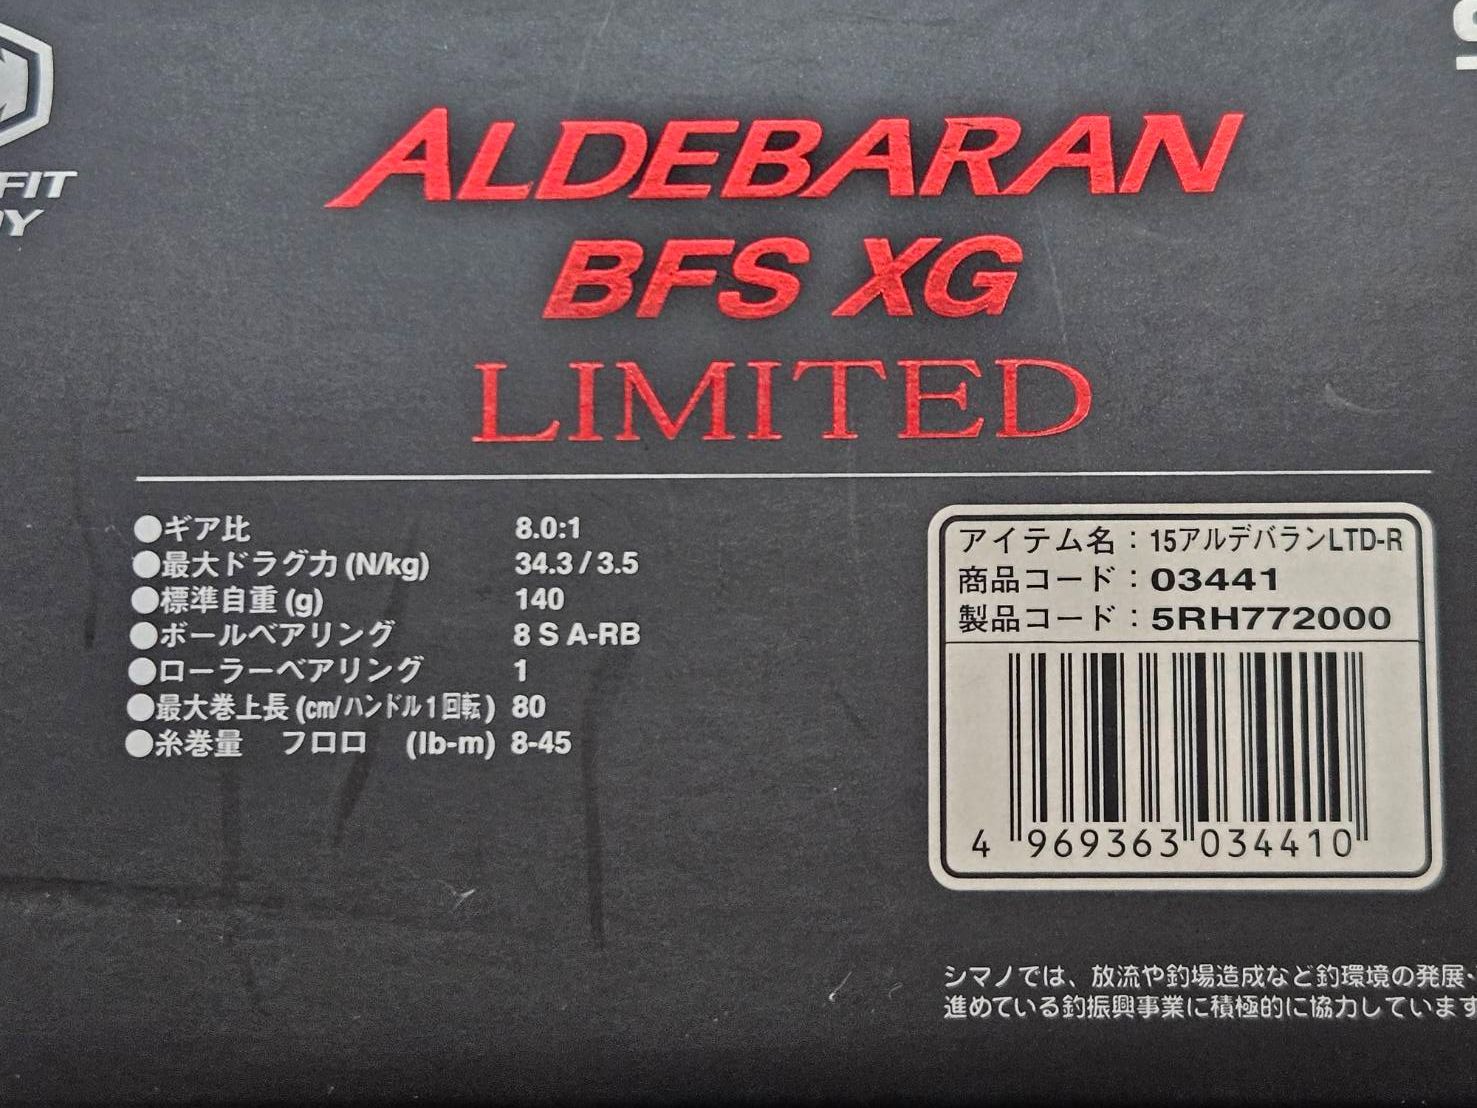 FIT
ALDEBARAN
BFS XG
LIMITED
●ギア比 8.0:1
●最大ドラグ力(N/kg) 34.3/3.5
●標準自重(g) 140
●ボールベアリング 8 S A-RB
●ローラーベアリング 1
●最大巻上長(cm/ハンドル1回転) 80
●糸巻量 フロロ (lb-m) 8-45
アイテム名：15アルデバランLTD-R
商品コード：03441
製品コード：5RH772000
4 969363 034410
シマノでは、放流や釣場造成など釣環境の発展・
進めている釣振興事業に積極的に協力しています